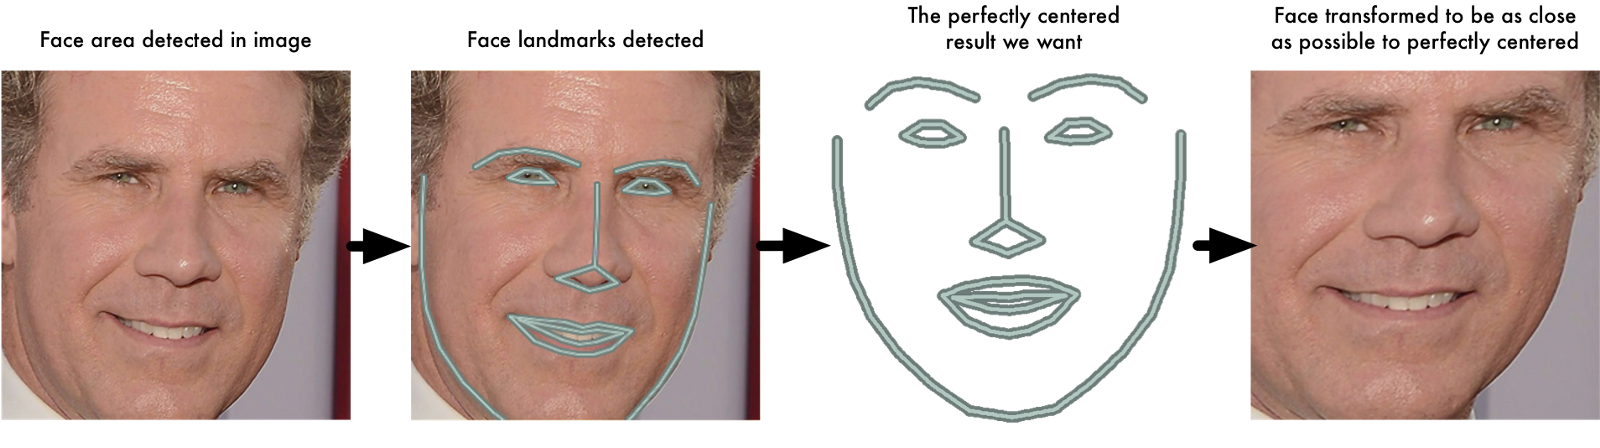 Face area detected in image
Face landmarks detected
The perfectly centered
result we want
Face transformed to be as close
as possible to perfectly centered